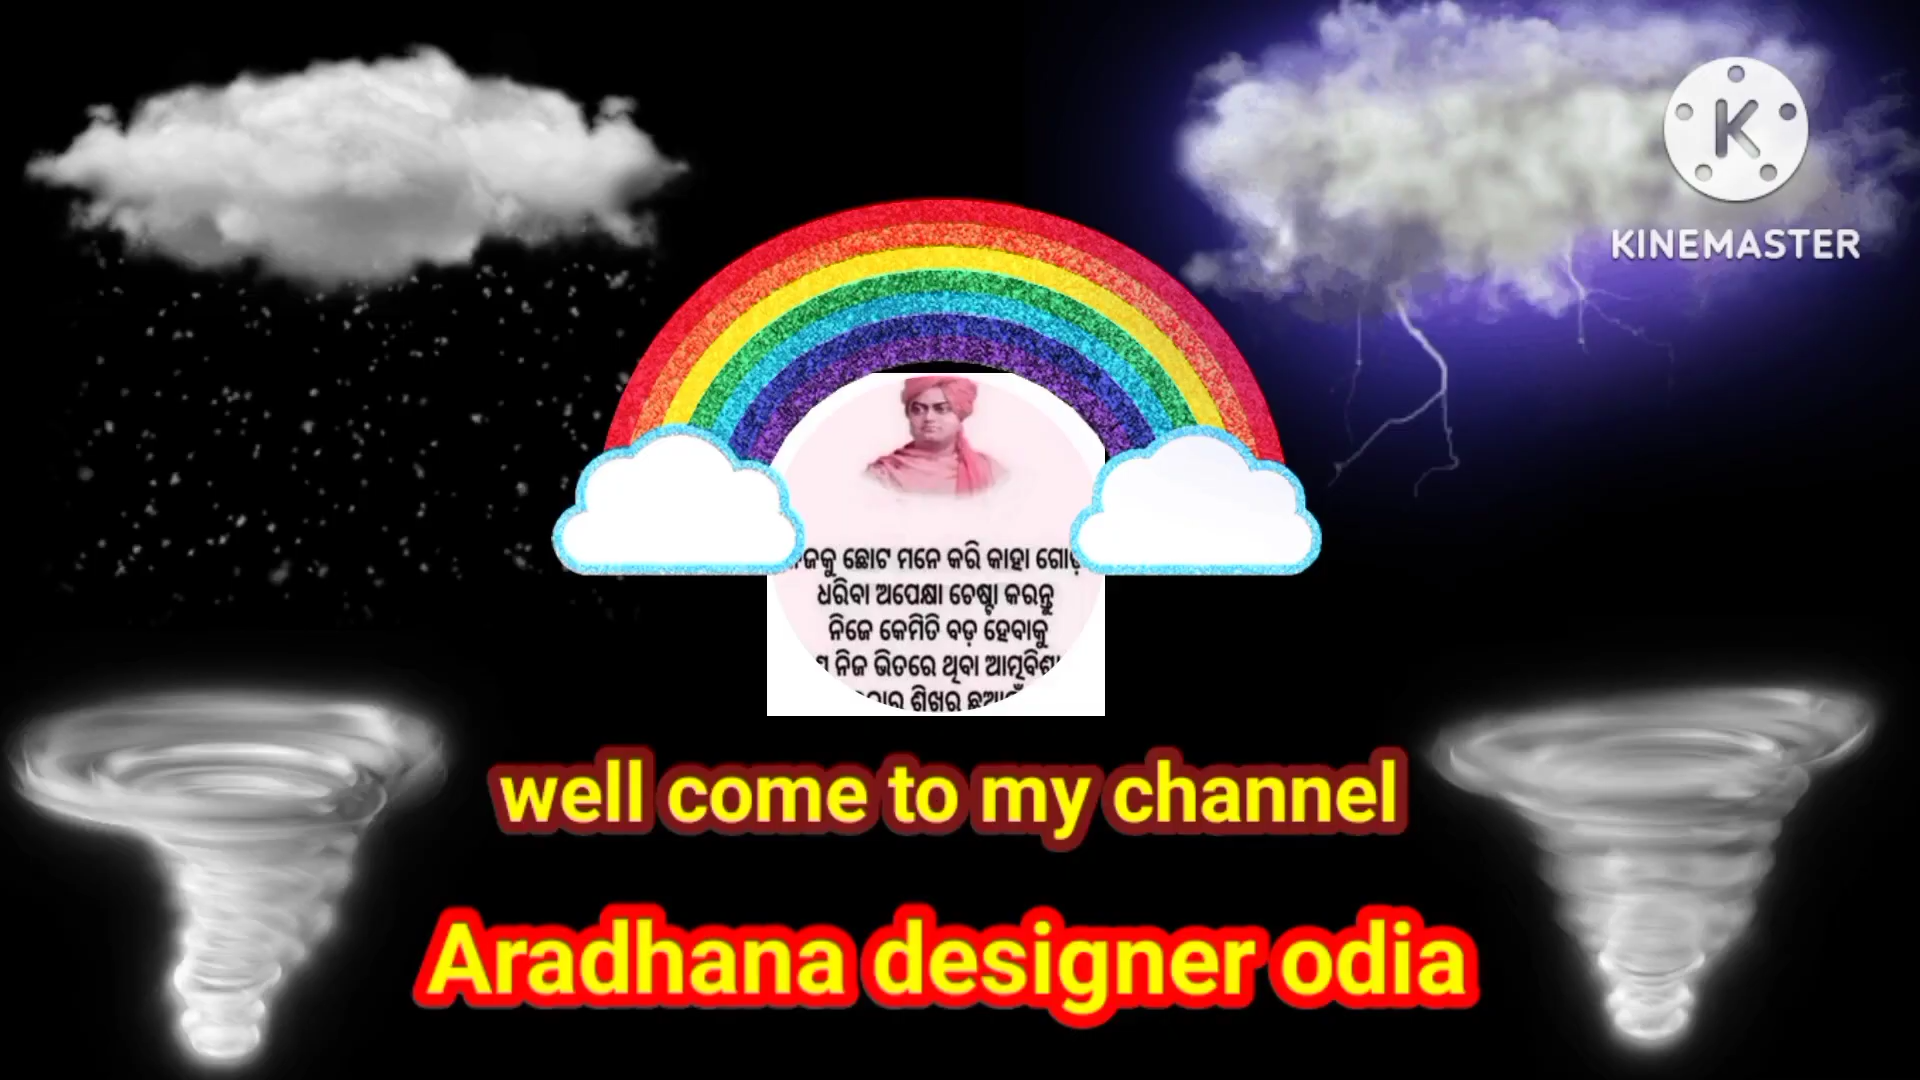 KINEMASTER
ଛୋଟ ମନେ କରି କାହା
ଧରିବା ଅପେକ୍ଷା ଚେଷ୍ଟା କରନ୍ତୁ
ନିଜେ କେମିତି ବଡ଼ ହେବାକୁ
ନିଜ ଭିତରେ ଥିବା
ଶିଖର
well come to my channel
Aradhana designer odia